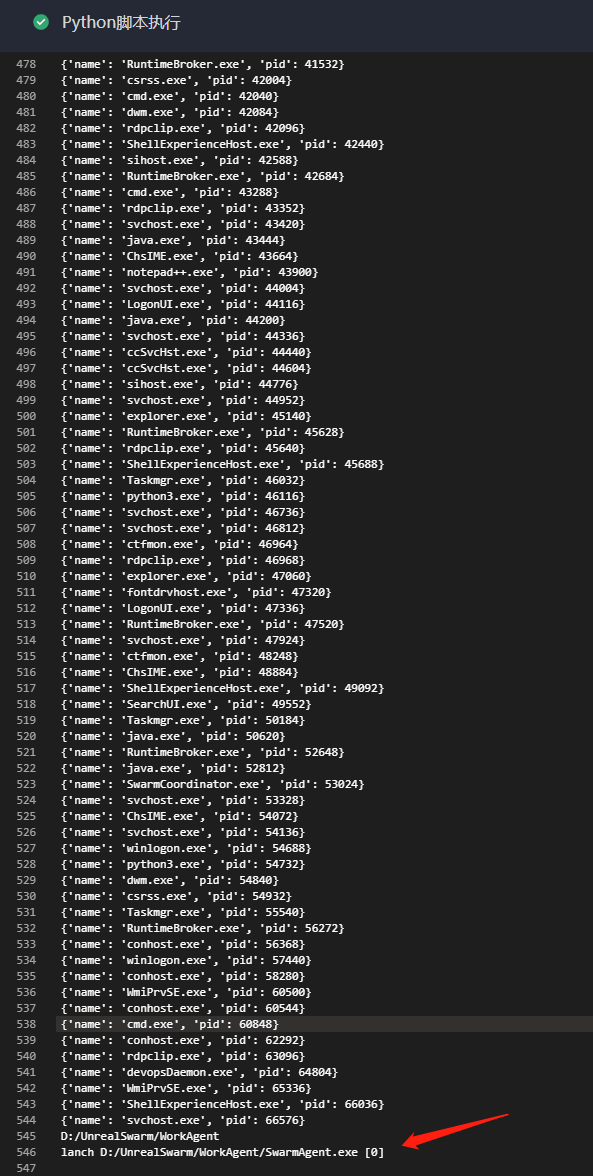 Python脚本执行
478 {'name': 'RuntimeBroker.exe', 'pid': 41532}
479 {'name': 'csrss.exe', 'pid': 42004}
480 {'name': 'cmd.exe', 'pid': 42040}
481 {'name': 'dwm.exe', 'pid': 42084}
482 {'name': 'rdpclip.exe', 'pid': 42096}
483 {'name': 'ShellExperienceHost.exe', 'pid': 42440}
484 {'name': 'sihost.exe', 'pid': 42588}
485 {'name': 'RuntimeBroker.exe', 'pid': 42684}
486 {'name': 'cmd.exe', 'pid': 43288}
487 {'name': 'rdpclip.exe', 'pid': 43352}
488 {'name': 'svchost.exe', 'pid': 43420}
489 {'name': 'java.exe', 'pid': 43444}
490 {'name': 'ChsIME.exe', 'pid': 43664}
491 {'name': 'notepad++.exe', 'pid': 43900}
492 {'name': 'svchost.exe', 'pid': 44004}
493 {'name': 'LogonUI.exe', 'pid': 44116}
494 {'name': 'java.exe', 'pid': 44200}
495 {'name': 'svchost.exe', 'pid': 44336}
496 {'name': 'ccSvcHst.exe', 'pid': 44440}
497 {'name': 'ccSvcHst.exe', 'pid': 44604}
498 {'name': 'sihost.exe', 'pid': 44776}
499 {'name': 'svchost.exe', 'pid': 44952}
500 {'name': 'explorer.exe', 'pid': 45140}
501 {'name': 'RuntimeBroker.exe', 'pid': 45628}
502 {'name': 'rdpclip.exe', 'pid': 45640}
503 {'name': 'ShellExperienceHost.exe', 'pid': 45688}
504 {'name': 'Taskmgr.exe', 'pid': 46032}
505 {'name': 'python3.exe', 'pid': 46116}
506 {'name': 'svchost.exe', 'pid': 46736}
507 {'name': 'svchost.exe', 'pid': 46812}
508 {'name': 'ctfmon.exe', 'pid': 46964}
509 {'name': 'rdpclip.exe', 'pid': 46968}
510 {'name': 'explorer.exe', 'pid': 47060}
511 {'name': 'fontdrvhost.exe', 'pid': 47320}
512 {'name': 'LogonUI.exe', 'pid': 47336}
513 {'name': 'RuntimeBroker.exe', 'pid': 47520}
514 {'name': 'svchost.exe', 'pid': 47924}
515 {'name': 'ctfmon.exe', 'pid': 48248}
516 {'name': 'ChsIME.exe', 'pid': 48884}
517 {'name': 'ShellExperienceHost.exe', 'pid': 49092}
518 {'name': 'SearchUI.exe', 'pid': 49552}
519 {'name': 'Taskmgr.exe', 'pid': 50184}
520 {'name': 'java.exe', 'pid': 50620}
521 {'name': 'RuntimeBroker.exe', 'pid': 52648}
522 {'name': 'java.exe', 'pid': 52812}
523 {'name': 'SwarmCoordinator.exe', 'pid': 53024}
524 {'name': 'svchost.exe', 'pid': 53328}
525 {'name': 'ChsIME.exe', 'pid': 54072}
526 {'name': 'svchost.exe', 'pid': 54136}
527 {'name': 'winlogon.exe', 'pid': 54688}
528 {'name': 'python3.exe', 'pid': 54732}
529 {'name': 'dwm.exe', 'pid': 54840}
530 {'name': 'csrss.exe', 'pid': 54932}
531 {'name': 'Taskmgr.exe', 'pid': 55540}
532 {'name': 'RuntimeBroker.exe', 'pid': 56272}
533 {'name': 'conhost.exe', 'pid': 56368}
534 {'name': 'winlogon.exe', 'pid': 57440}
535 {'name': 'conhost.exe', 'pid': 58280}
536 {'name': 'WmiPrvSE.exe', 'pid': 60500}
537 {'name': 'conhost.exe', 'pid': 60544}
538 {'name': 'cmd.exe', 'pid': 60848}
539 {'name': 'conhost.exe', 'pid': 62292}
540 {'name': 'rdpclip.exe', 'pid': 63096}
541 {'name': 'devopsDaemon.exe', 'pid': 64804}
542 {'name': 'WmiPrvSE.exe', 'pid': 65336}
543 {'name': 'ShellExperienceHost.exe', 'pid': 66036}
544 {'name': 'svchost.exe', 'pid': 66576}
545 D:/UnrealSwarm/WorkAgent
546 lanch D:/UnrealSwarm/WorkAgent/SwarmAgent.exe [0]
547